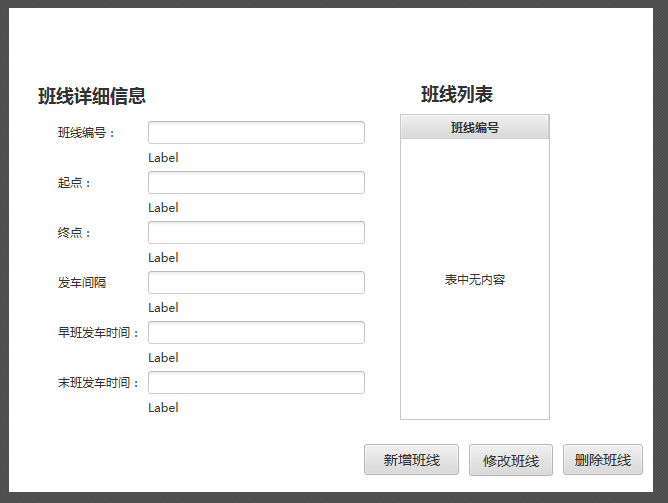 班线详细信息
班线编号：
Label
起点：
Label
终点：
Label
发车间隔
Label
早班发车时间：
Label
末班发车时间：
Label
班线列表
班线编号
表中无内容
新增班线
修改班线
删除班线